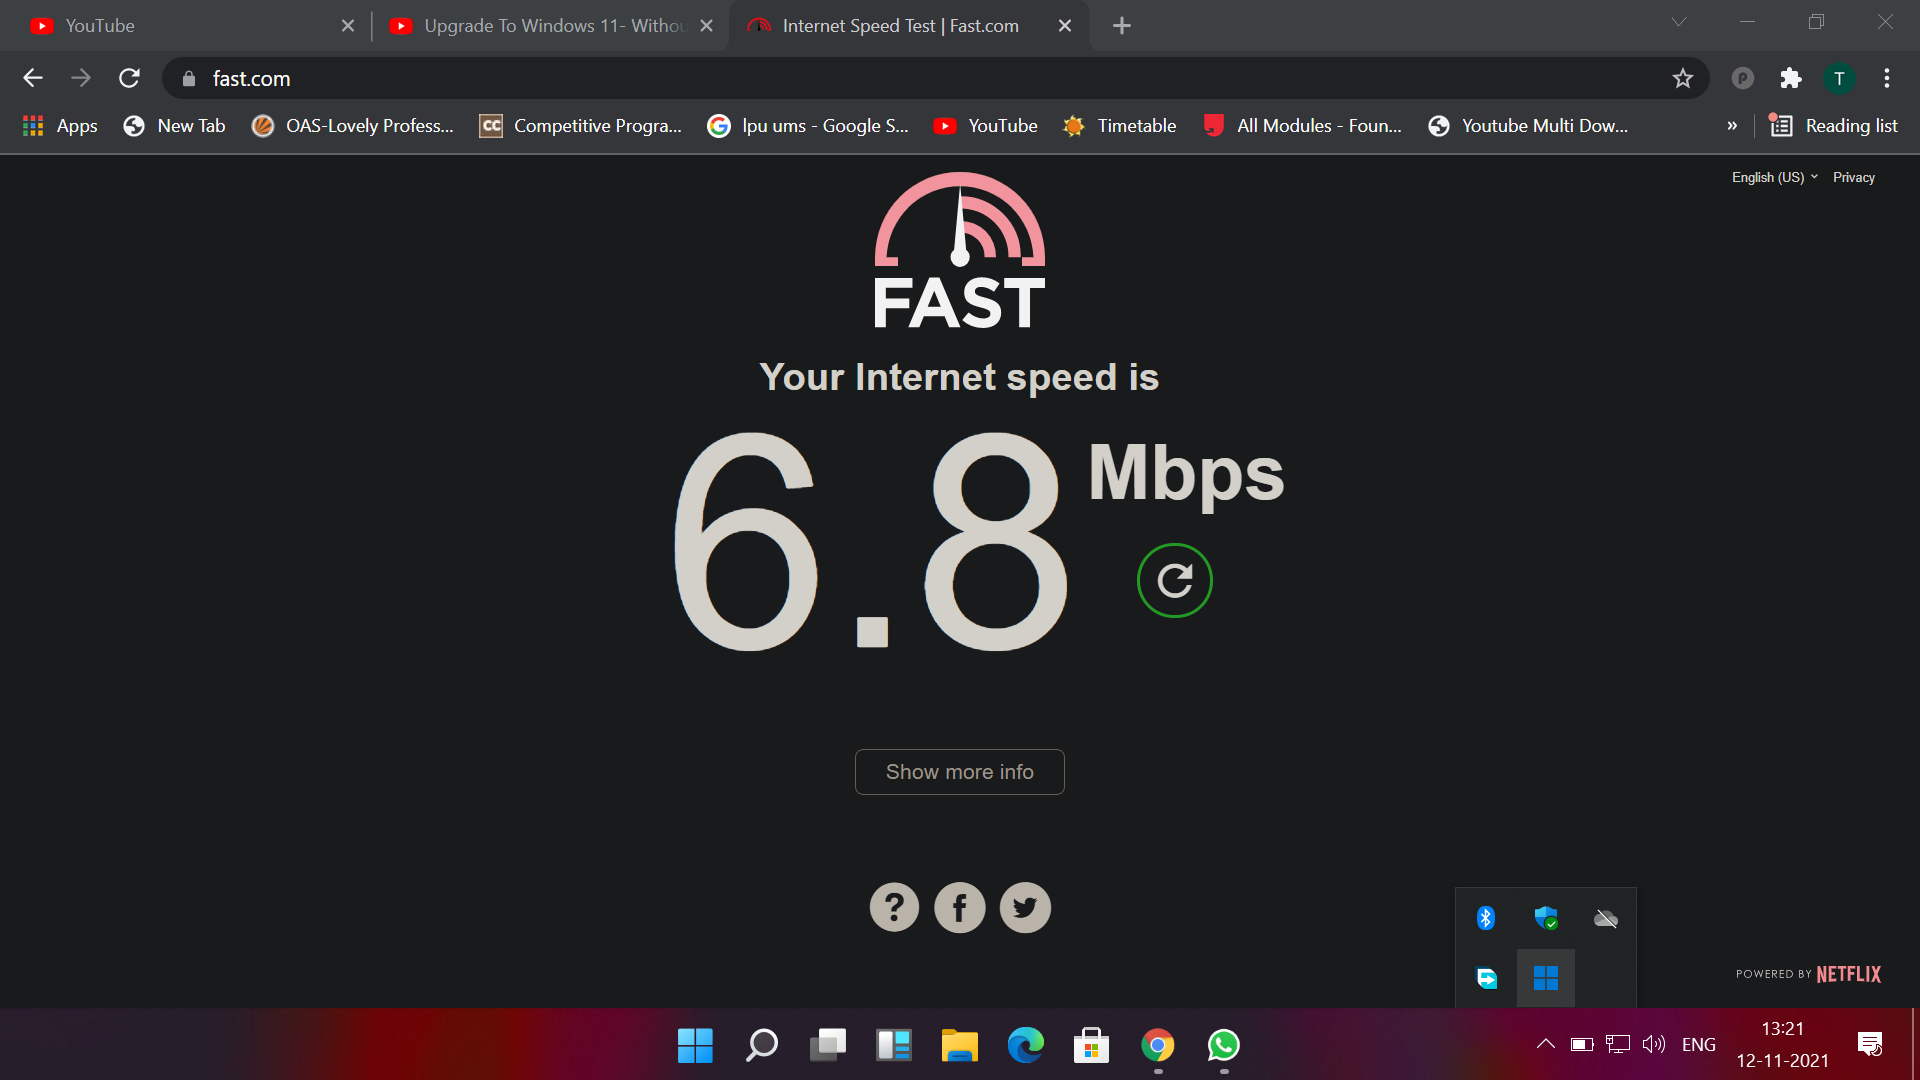 YouTube
Upgrade To Windows 11- Withou
Internet Speed Test | Fast.com
fast.com
P
T
Apps
New Tab
OAS-Lovely Profess...
CC
Competitive Progra...
lpu ums - Google S...
YouTube
Timetable
All Modules - Foun...
Youtube Multi Dow...
»
Reading list
English (US)
Privacy
FAST
Your Internet speed is
6.8 Mbps
Show more info
? f
POWERED BY NETFLIX
ENG
13:21
12-11-2021